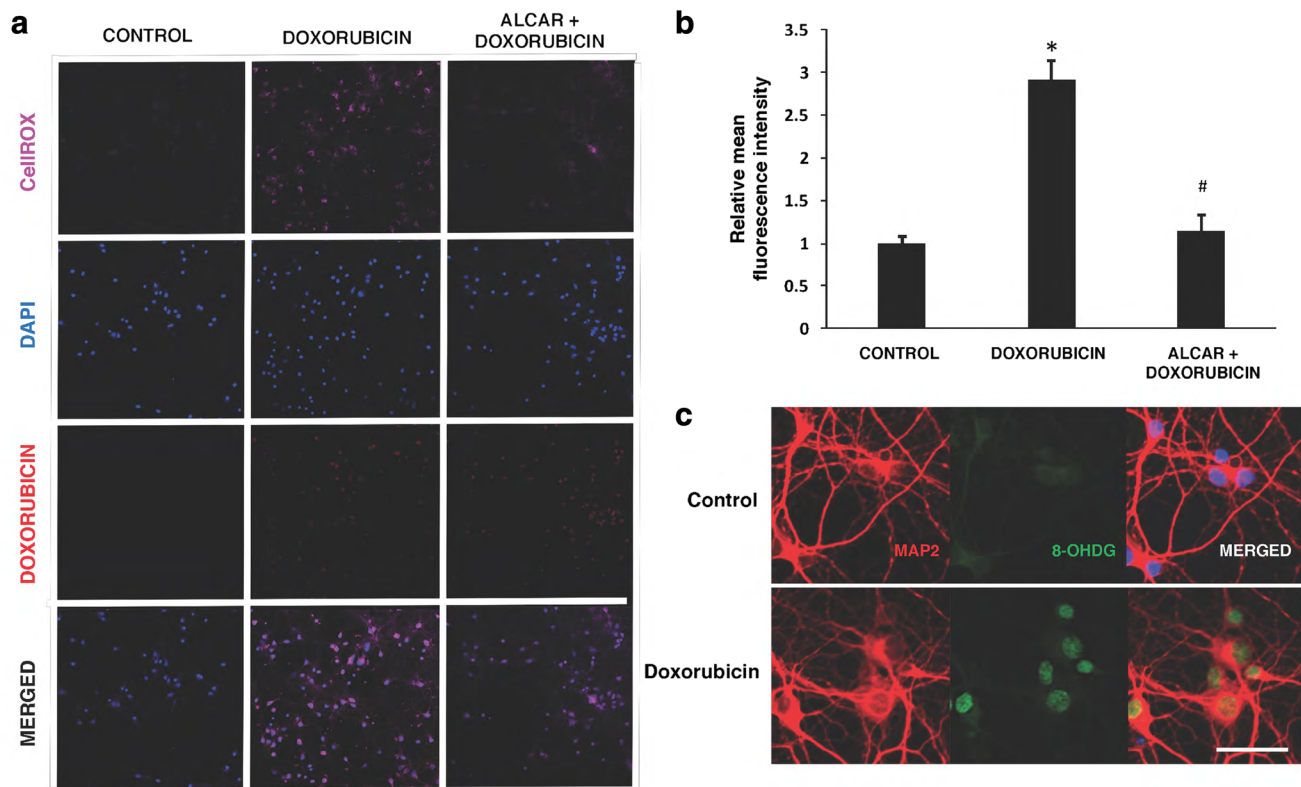 a
CONTROL
DOXORUBICIN
ALCAR +
DOXORUBICIN
CellROX
DAPI
DOXORUBICIN
MERGED
b
Relative mean
fluorescence intensity
3.5
3
2.5
2
1.5
1
0.5
0
*
#
CONTROL
DOXORUBICIN
ALCAR +
DOXORUBICIN
c
Control
MAP2
8-OHDG
MERGED
Doxorubicin